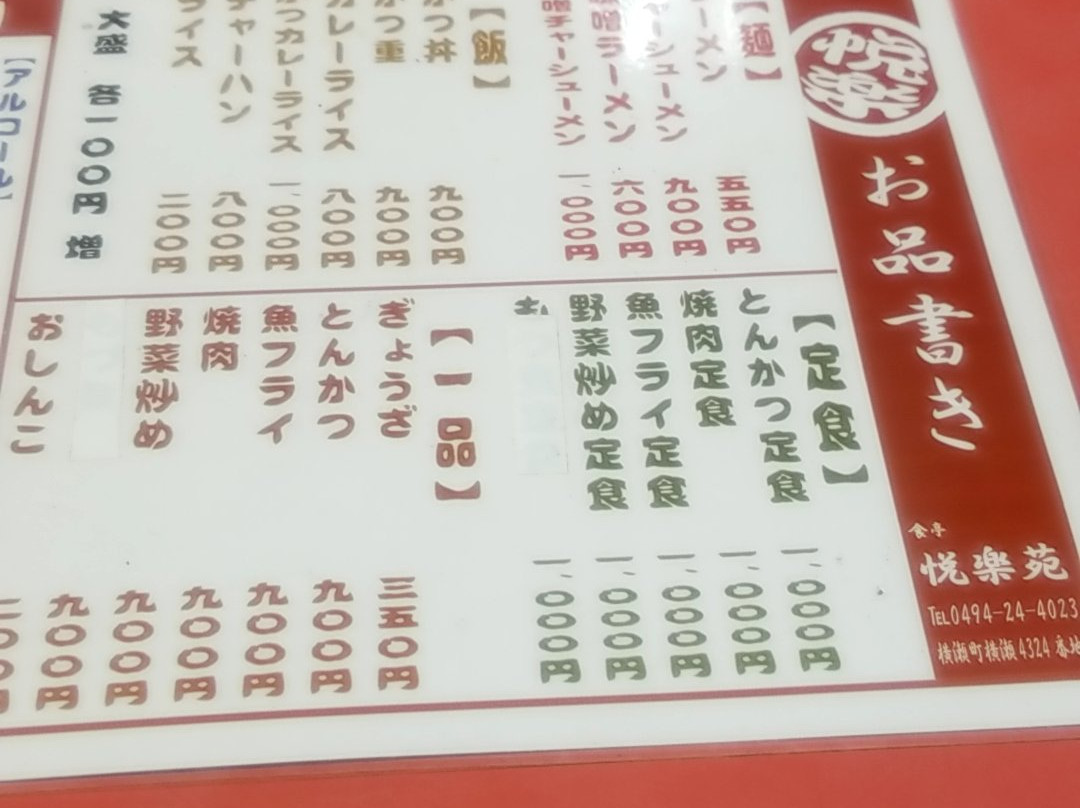 悦楽
お品書き
食亭
悦楽苑
TEL0494-24-4023
横瀬町横瀬4324番地
【麺】
ーメン 五五〇円
ャーシューメン 九〇〇円
噌ラーメン 六〇〇円
噌チャーシューメン 一、〇〇〇円
【飯】
かつ丼 九〇〇円
かつ重 九〇〇円
カレーライス 八〇〇円
かつカレーライス 一、〇〇〇円
チャーハン 八〇〇円
ライス 二〇〇円
大盛 各一〇〇円 増
【アルコール】
【定食】
とんかつ定食 一、〇〇〇円
焼肉定食 一、〇〇〇円
魚フライ定食 一、〇〇〇円
野菜炒め定食 一、〇〇〇円
一、〇〇〇円
【一品】
ぎょうざ 三五〇円
とんかつ 九〇〇円
魚フライ 九〇〇円
焼肉 九〇〇円
野菜炒め 九〇〇円
九〇〇円
おしんこ 二〇〇円